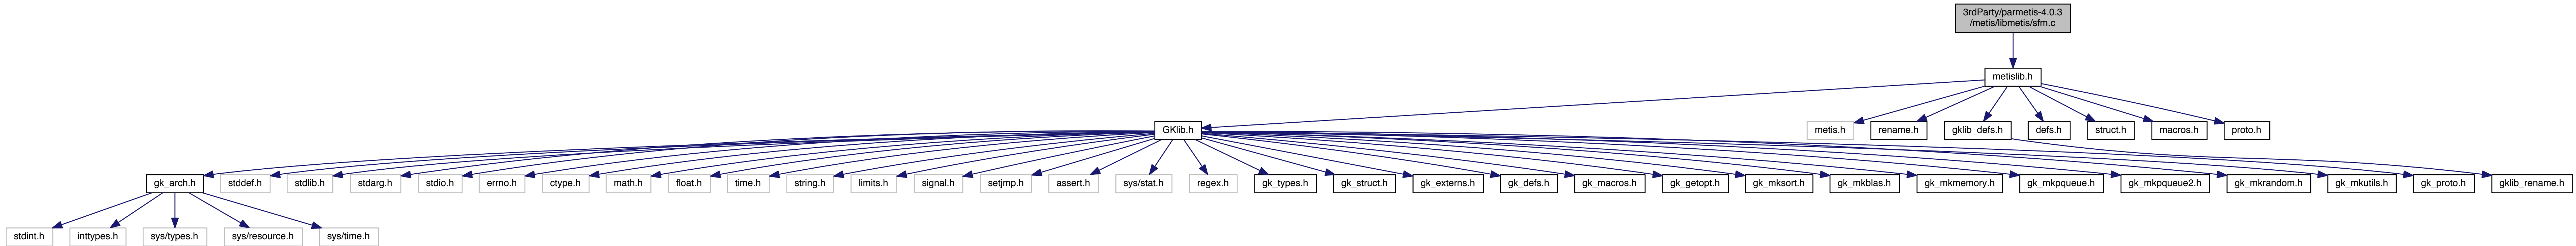 3rdParty/parmetis-4.0.3
/metis/libmetis/sfm.c
metislib.h
GKlib.h
metis.h
rename.h
gklib_defs.h
defs.h
struct.h
macros.h
proto.h
gk_arch.h
stddef.h
stdlib.h
stdarg.h
stdio.h
errno.h
ctype.h
math.h
float.h
time.h
string.h
limits.h
signal.h
setjmp.h
assert.h
sys/stat.h
regex.h
gk_types.h
gk_struct.h
gk_externs.h
gk_defs.h
gk_macros.h
gk_getopt.h
gk_mksort.h
gk_mkblas.h
gk_mkmemory.h
gk_mkpqueue.h
gk_mkpqueue2.h
gk_mkrandom.h
gk_mkutils.h
gk_proto.h
gklib_rename.h
stdint.h
inttypes.h
sys/types.h
sys/resource.h
sys/time.h